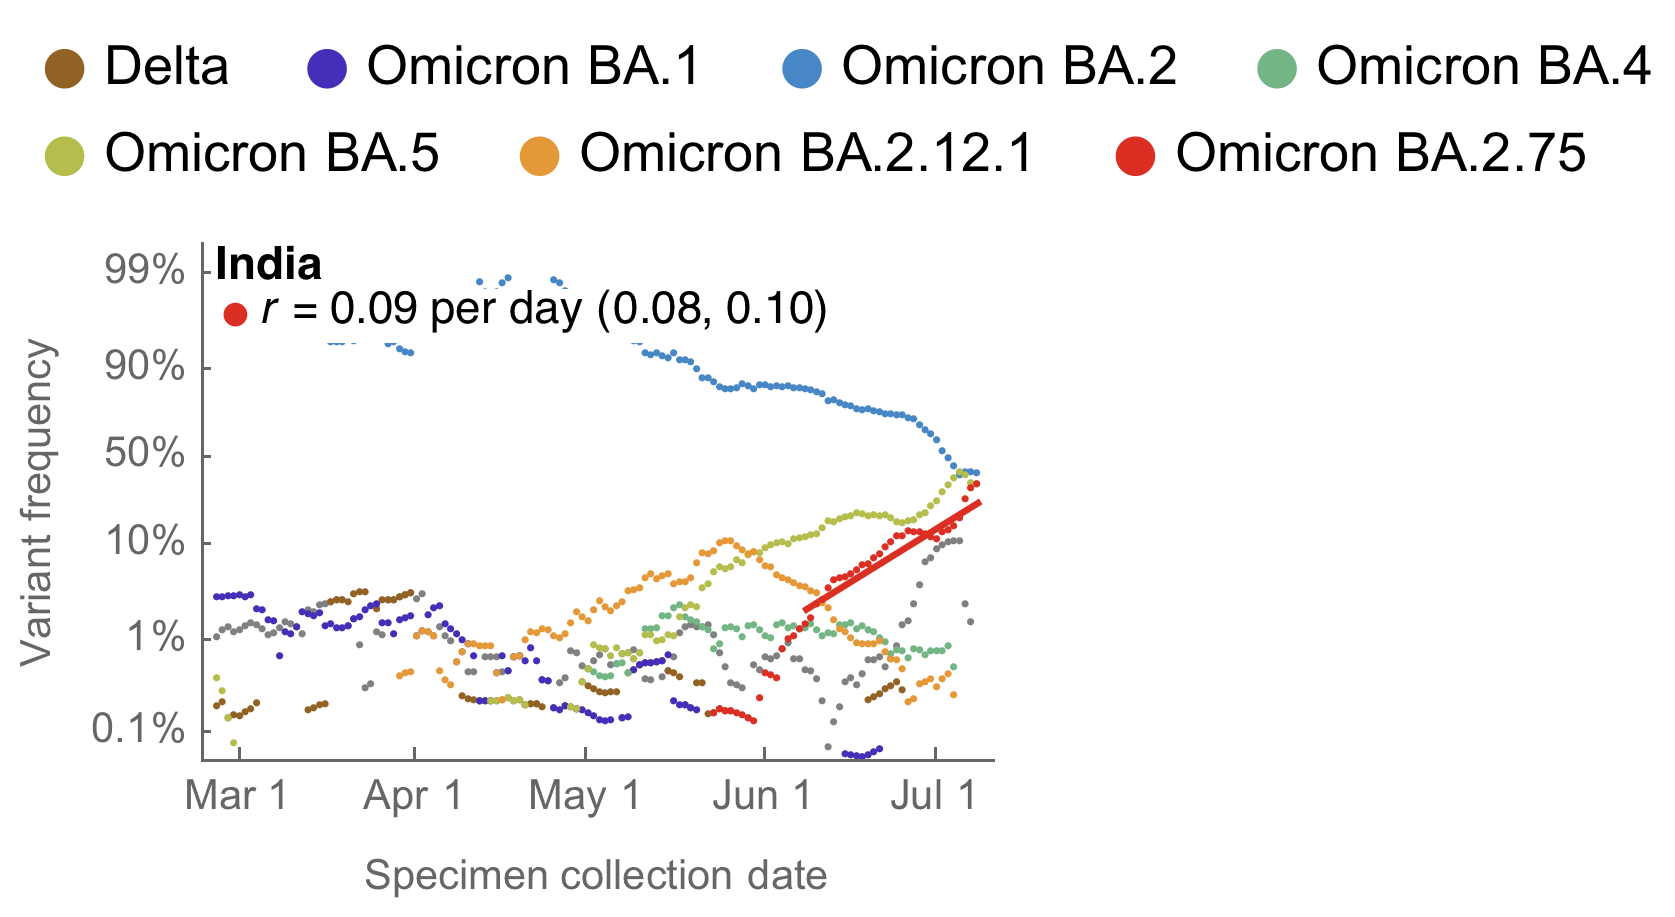 Delta Omicron BA.1 Omicron BA.2 Omicron BA.4
Omicron BA.5 Omicron BA.2.12.1 Omicron BA.2.75
India
r = 0.09 per day (0.08, 0.10)
Variant frequency
99%
90%
50%
10%
1%
0.1%
Mar 1 Apr 1 May 1 Jun 1 Jul 1
Specimen collection date